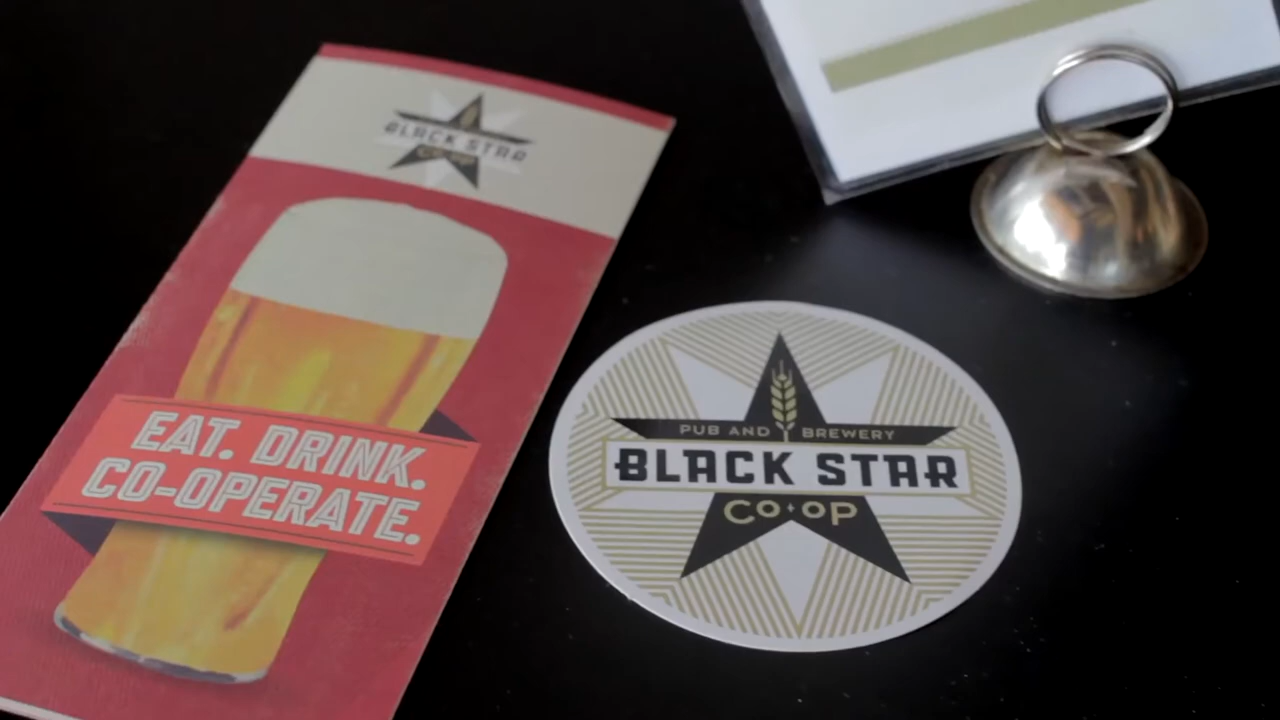 BLACK STAR
CO-OP
EAT. DRINK.
CO-OPERATE.
PUB AND BREWERY
BLACK STAR
CO+OP